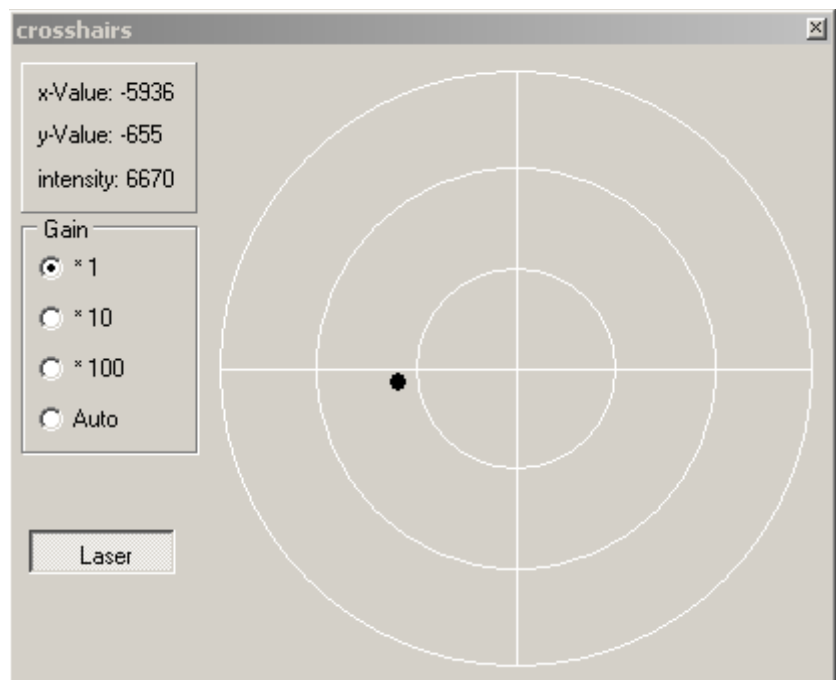 crosshairs
x-Value: -5936
y-Value: -655
intensity: 6670
Gain
* 1
* 10
* 100
Auto
Laser